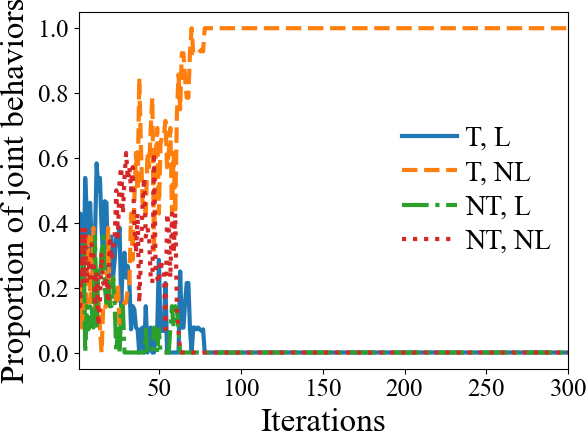 Proportion of joint behaviors
1.0
0.8
0.6
0.4
0.2
0.0
T, L
T, NL
NT, L
NT, NL
50 100 150 200 250 300
Iterations